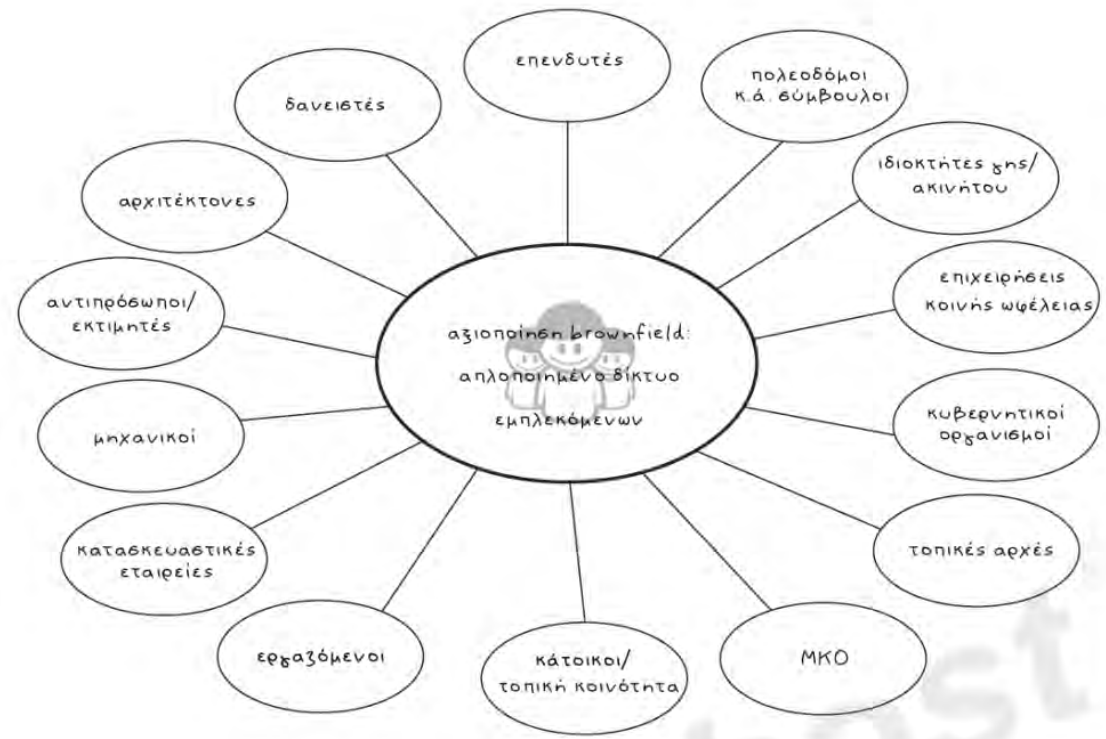 επενδυτές
πολεοδόμοι
κ.ά. σύμβουλοι
ιδιοκτήτες γης/
ακινήτου
επιχειρήσεις
κοινής ωφέλειας
κυβερνητικοί
οργανισμοί
τοπικές αρχές
ΜΚΟ
κάτοικοι/
τοπική κοινότητα
εργαζόμενοι
κατασκευαστικές
εταιρείες
μηχανικοί
αντιπρόσωποι/
εκτιμητές
αρχιτέκτονες
δανειστές
αξιοποίηση brownfield:
απλοποιημένο δίκτυο
εμπλεκόμενων